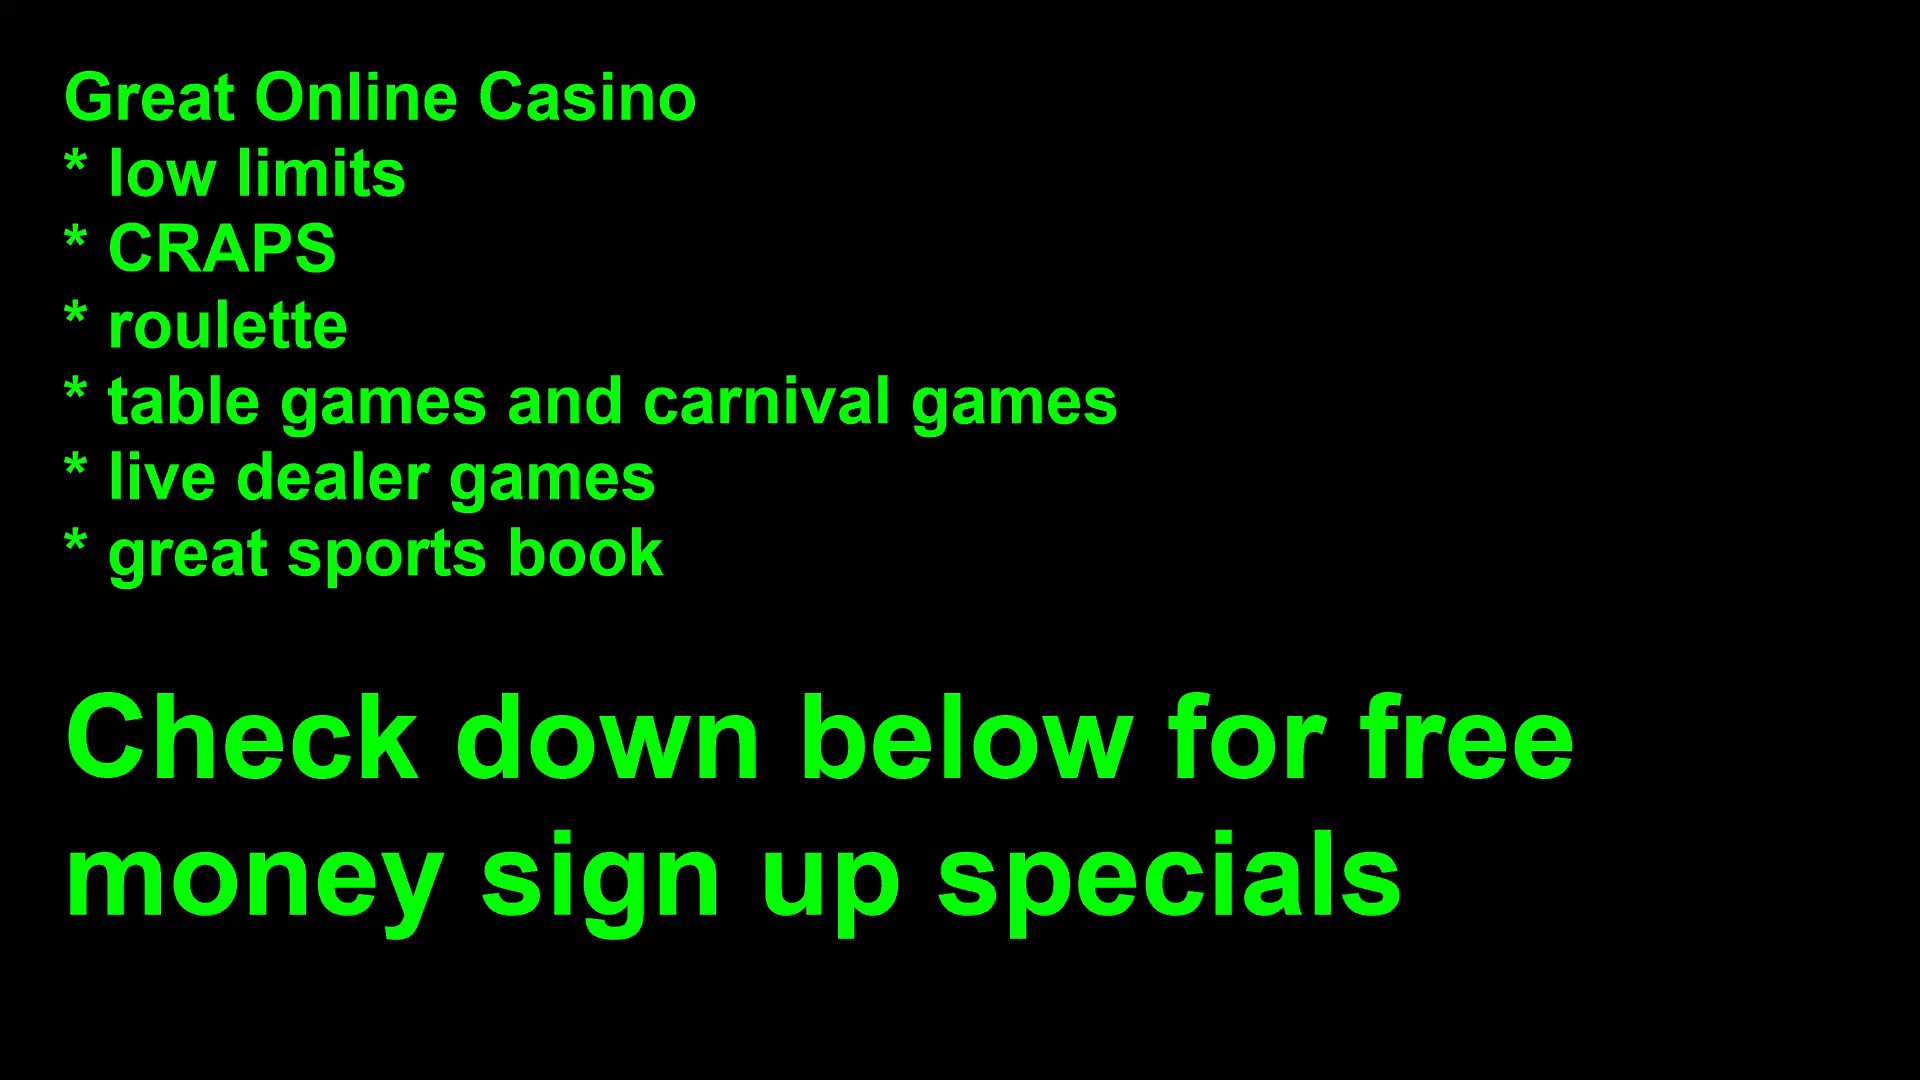 Great Online Casino
* low limits
* CRAPS
* roulette
* table games and carnival games
* live dealer games
* great sports book
Check down below for free
money sign up specials